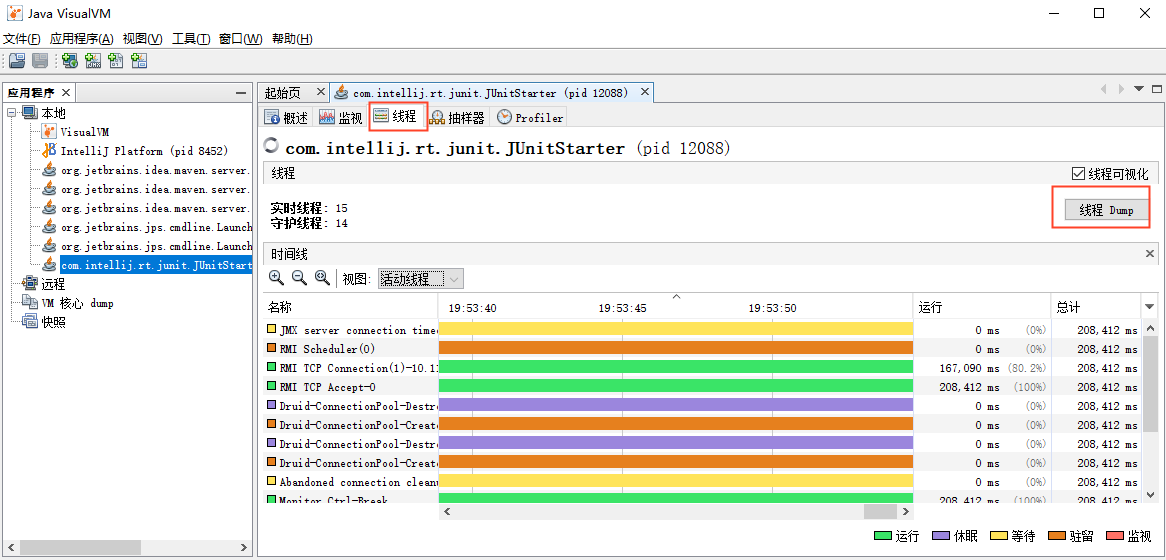 Java VisualVM
文件(F) 应用程序(A) 视图(V) 工具(T) 窗口(W) 帮助(H)
应用程序
本地
VisualVM
IntelliJ Platform (pid 8452)
org.jetbrains.idea.maven.server.
org.jetbrains.idea.maven.server.
org.jetbrains.idea.maven.server.
org.jetbrains.jps.cmdline.Launch
org.jetbrains.jps.cmdline.Launch
com.intellij.rt.junit.JUnitStart
远程
VM 核心 dump
快照
起始页 com.intellij.rt.junit.JUnitStarter (pid 12088)
概述 监视 线程 抽样器 Profiler
com.intellij.rt.junit.JUnitStarter (pid 12088)
线程 线程可视化
实时线程: 15
守护线程: 14
线程 Dump
时间线
视图: 活动线程
名称 19:53:40 19:53:45 19:53:50 运行 总计
JMX server connection time 0 ms (0%) 208,412 ms
RMI Scheduler(0) 0 ms (0%) 208,412 ms
RMI TCP Connection(1)-10.1 167,090 ms (80.2%) 208,412 ms
RMI TCP Accept-0 208,412 ms (100%) 208,412 ms
Druid-ConnectionPool-Destr 0 ms (0%) 208,412 ms
Druid-ConnectionPool-Creat 0 ms (0%) 208,412 ms
Druid-ConnectionPool-Destr 0 ms (0%) 208,412 ms
Druid-ConnectionPool-Creat 0 ms (0%) 208,412 ms
Abandoned connection clean 0 ms (0%) 208,412 ms
Monitor Ctrl-Break 208,412 ms (100%) 208,412 ms
运行 休眠 等待 驻留 监视